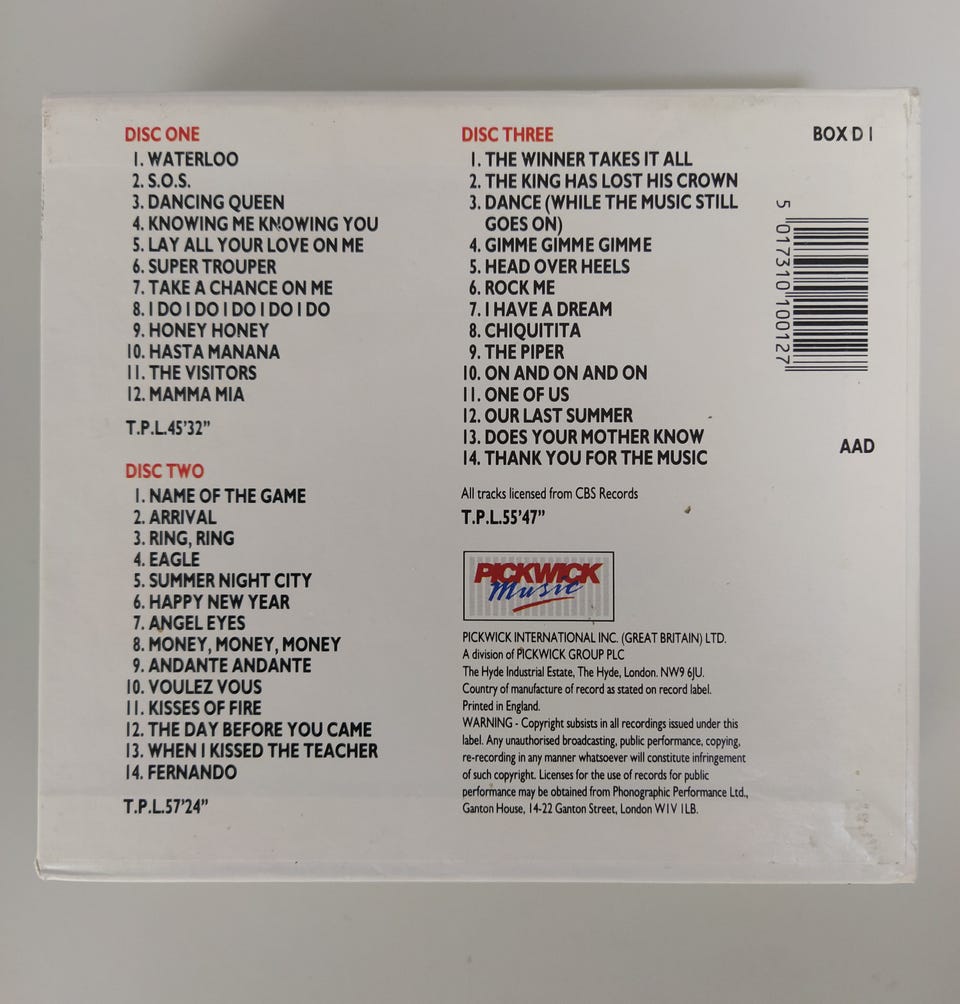 DISC ONE
1. WATERLOO
2. S.O.S.
3. DANCING QUEEN
4. KNOWING ME KNOWING YOU
5. LAY ALL YOUR LOVE ON ME
6. SUPER TROUPER
7. TAKE A CHANCE ON ME
8. I DO I DO I DO I DO I DO
9. HONEY HONEY
10. HASTA MANANA
11. THE VISITORS
12. MAMMA MIA
T.P.L.45'32"
DISC TWO
1. NAME OF THE GAME
2. ARRIVAL
3. RING, RING
4. EAGLE
5. SUMMER NIGHT CITY
6. HAPPY NEW YEAR
7. ANGEL EYES
8. MONEY, MONEY, MONEY
9. ANDANTE ANDANTE
10. VOULEZ VOUS
11. KISSES OF FIRE
12. THE DAY BEFORE YOU CAME
13. WHEN I KISSED THE TEACHER
14. FERNANDO
T.P.L.57'24"
DISC THREE
1. THE WINNER TAKES IT ALL
2. THE KING HAS LOST HIS CROWN
3. DANCE (WHILE THE MUSIC STILL
GOES ON)
4. GIMME GIMME GIMME
5. HEAD OVER HEELS
6. ROCK ME
7. I HAVE A DREAM
8. CHIQUITITA
9. THE PIPER
10. ON AND ON AND ON
11. ONE OF US
12. OUR LAST SUMMER
13. DOES YOUR MOTHER KNOW
14. THANK YOU FOR THE MUSIC
All tracks licensed from CBS Records
T.P.L.55'47"
PICKWICK
Music
PICKWICK INTERNATIONAL INC. (GREAT BRITAIN) LTD.
A division of PICKWICK GROUP PLC
The Hyde Industrial Estate, The Hyde, London. NW9 6JU.
Country of manufacture of record as stated on record label.
Printed in England.
WARNING - Copyright subsists in all recordings issued under this
label. Any unauthorised broadcasting, public performance, copying,
re-recording in any manner whatsoever will constitute infringement
of such copyright. Licenses for the use of records for public
performance may be obtained from Phonographic Performance Ltd.,
Ganton House, 14-22 Ganton Street, London W1V 1LB.
BOX D 1
5 017310 100127
AAD